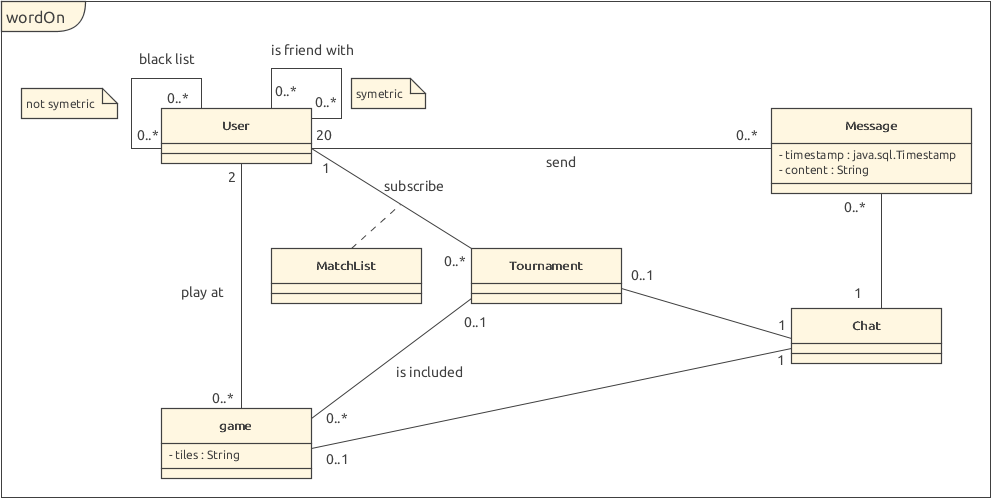 wordOn
is friend with
black list
0..*
0..*
0..*
symetric
not symetric
0..*
User
20
0..*
Message
- timestamp : java.sql.Timestamp
- content : String
send
1
2
subscribe
0..*
MatchList
0..*
Tournament
0..1
play at
1
0..1
1
Chat
1
is included
0..*
0..*
game
- tiles : String
0..1